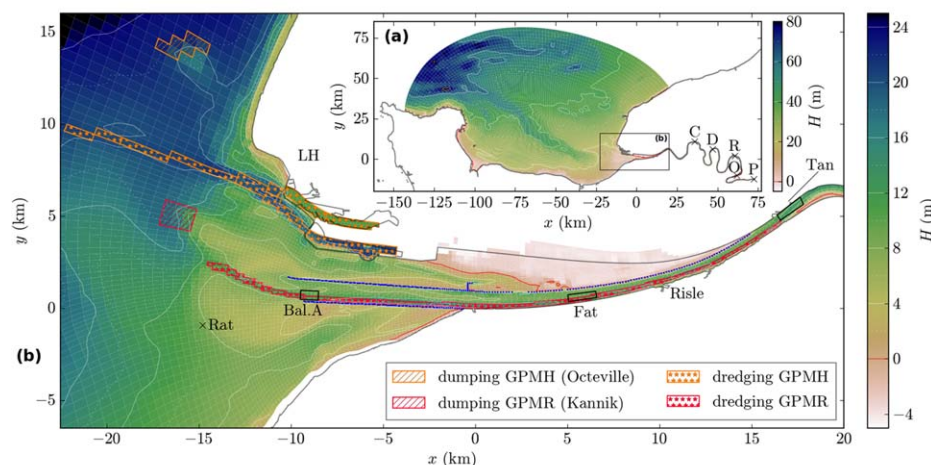 (a)
80
75
50
25
0
y (km)
−150
−125
−100
−75
−50
−25
0
25
50
75
x (km)
(b)
C
D
R
O
P
80
60
40
20
0
H (m)
15
10
5
0
−5
y (km)
LH
Tan
Risle
Fat
Bal.A
×Rat
(b)
dumping GPMH (Octeville)
dumping GPMR (Kannik)
dredging GPMH
dredging GPMR
−20
−15
−10
−5
0
5
10
15
20
x (km)
24
20
16
12
8
4
0
−4
H (m)